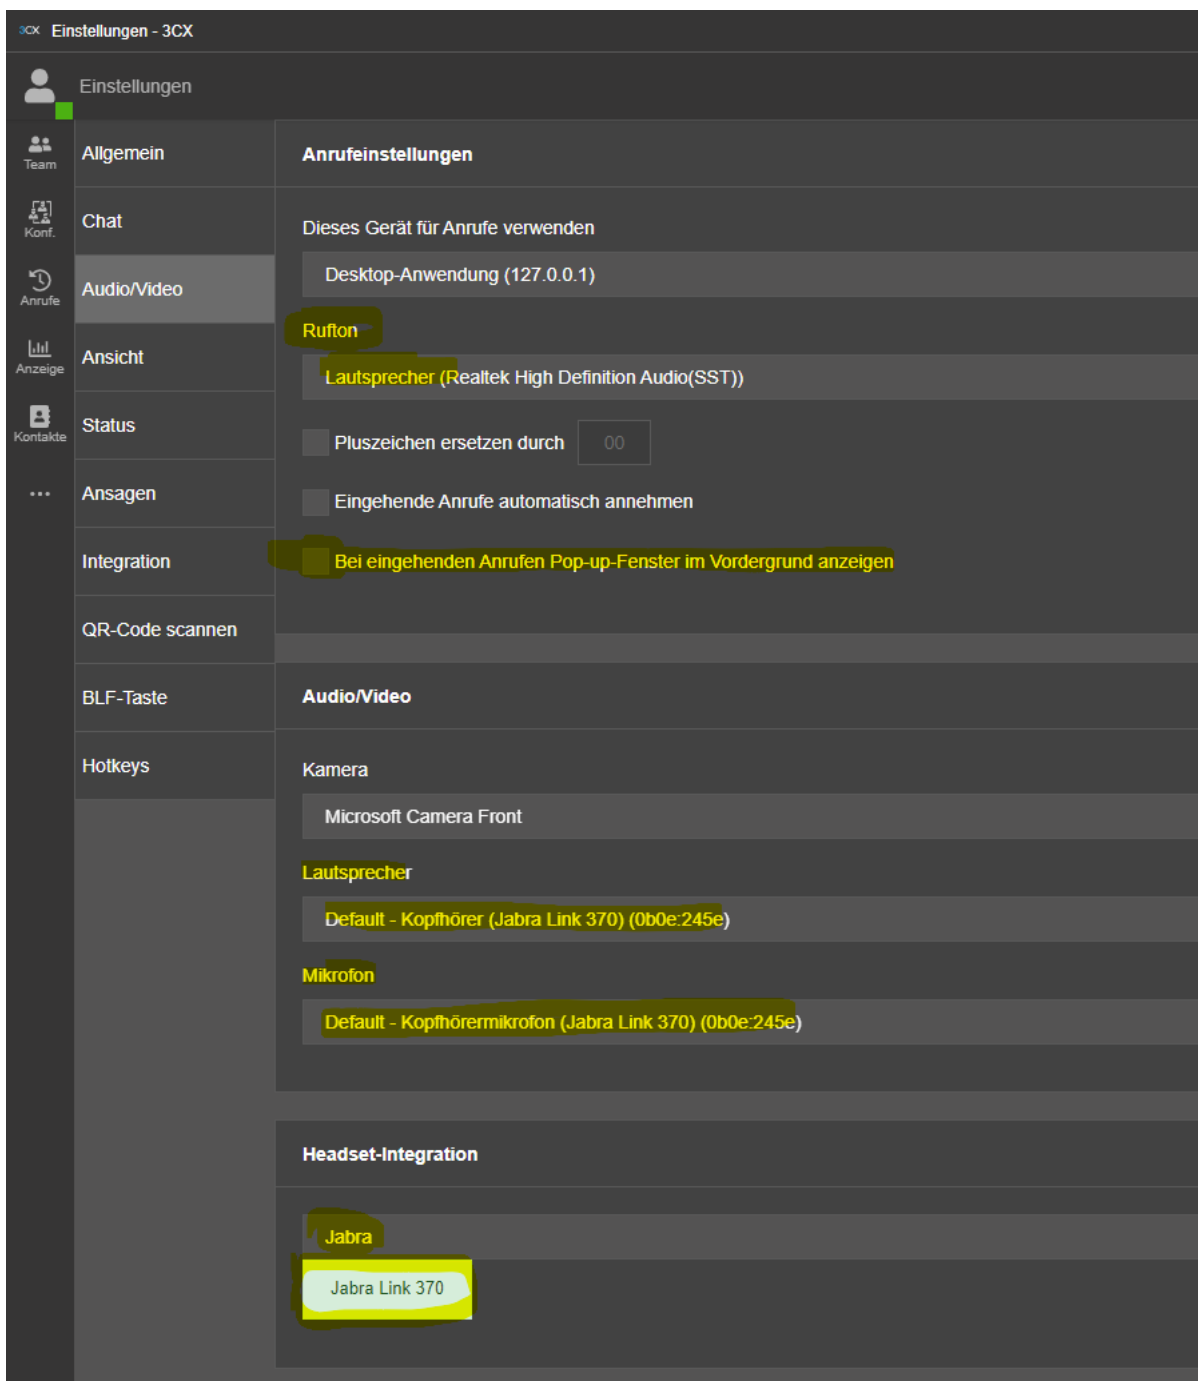 3CX Einstellungen - 3CX
Einstellungen
Team
Konf.
Anrufe
Anzeige
Kontakte
Allgemein
Chat
Audio/Video
Ansicht
Status
Ansagen
Integration
QR-Code scannen
BLF-Taste
Hotkeys
Anrufeinstellungen
Dieses Gerät für Anrufe verwenden
Desktop-Anwendung (127.0.0.1)
Rufton
Lautsprecher (Realtek High Definition Audio(SST))
Pluszeichen ersetzen durch 00
Eingehende Anrufe automatisch annehmen
Bei eingehenden Anrufen Pop-up-Fenster im Vordergrund anzeigen
Audio/Video
Kamera
Microsoft Camera Front
Lautsprecher
Default - Kopfhörer (Jabra Link 370) (0b0e:245e)
Mikrofon
Default - Kopfhörermikrofon (Jabra Link 370) (0b0e:245e)
Headset-Integration
Jabra
Jabra Link 370